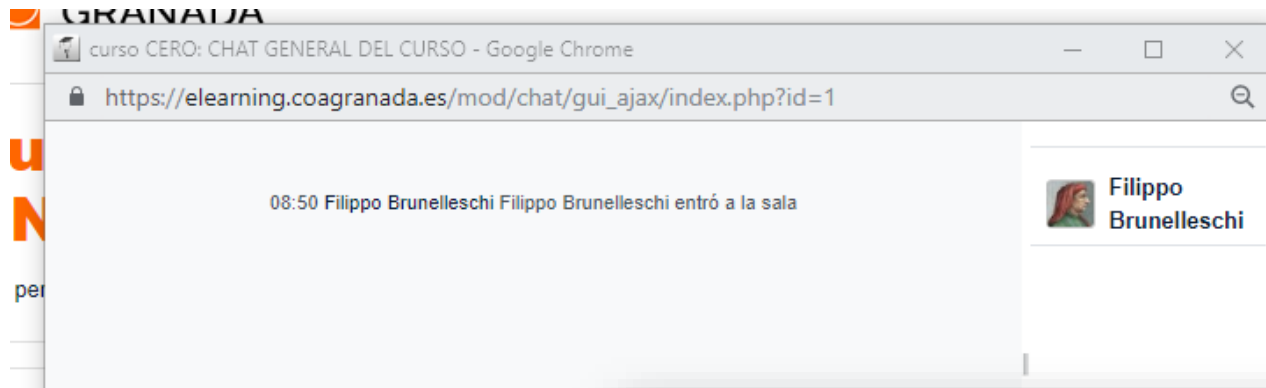 GRANADA
curso CERO: CHAT GENERAL DEL CURSO - Google Chrome
https://elearning.coagranada.es/mod/chat/gui_ajax/index.php?id=1
u
N
per
08:50 Filippo Brunelleschi Filippo Brunelleschi entró a la sala
Filippo
Brunelleschi